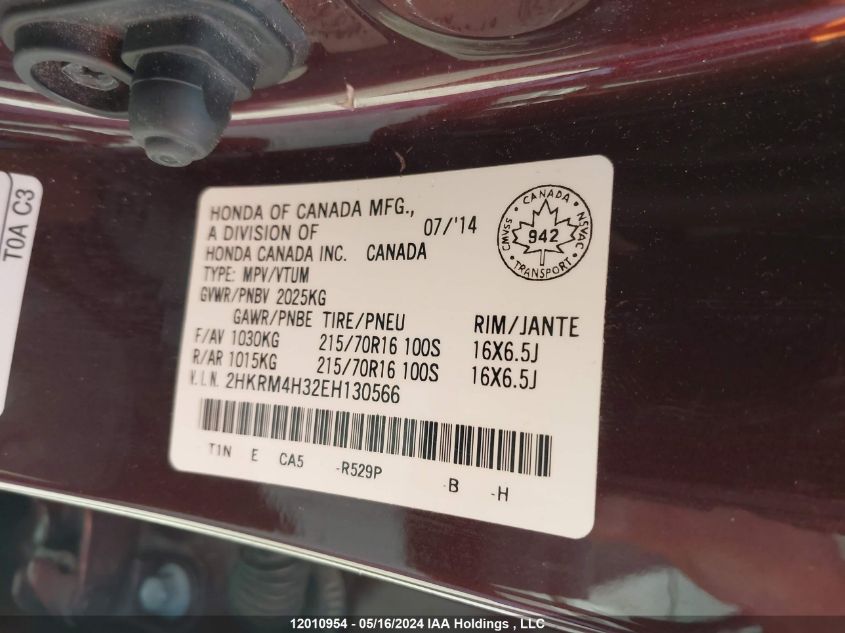 T0A C3
HONDA OF CANADA MFG.,
A DIVISION OF 07/'14
HONDA CANADA INC. CANADA
TYPE: MPV/VTUM
GVWR/PNBV 2025KG
GAWR/PNBE TIRE/PNEU RIM/JANTE
F/AV 1030KG 215/70R16 100S 16X6.5J
R/AR 1015KG 215/70R16 100S 16X6.5J
V.I.N. 2HKRM4H32EH130566
T1N E CA5 -R529P -B -H
CANADA
CMVSS 942 NSVAC
TRANSPORT
12010954 - 05/16/2024 IAA Holdings , LLC